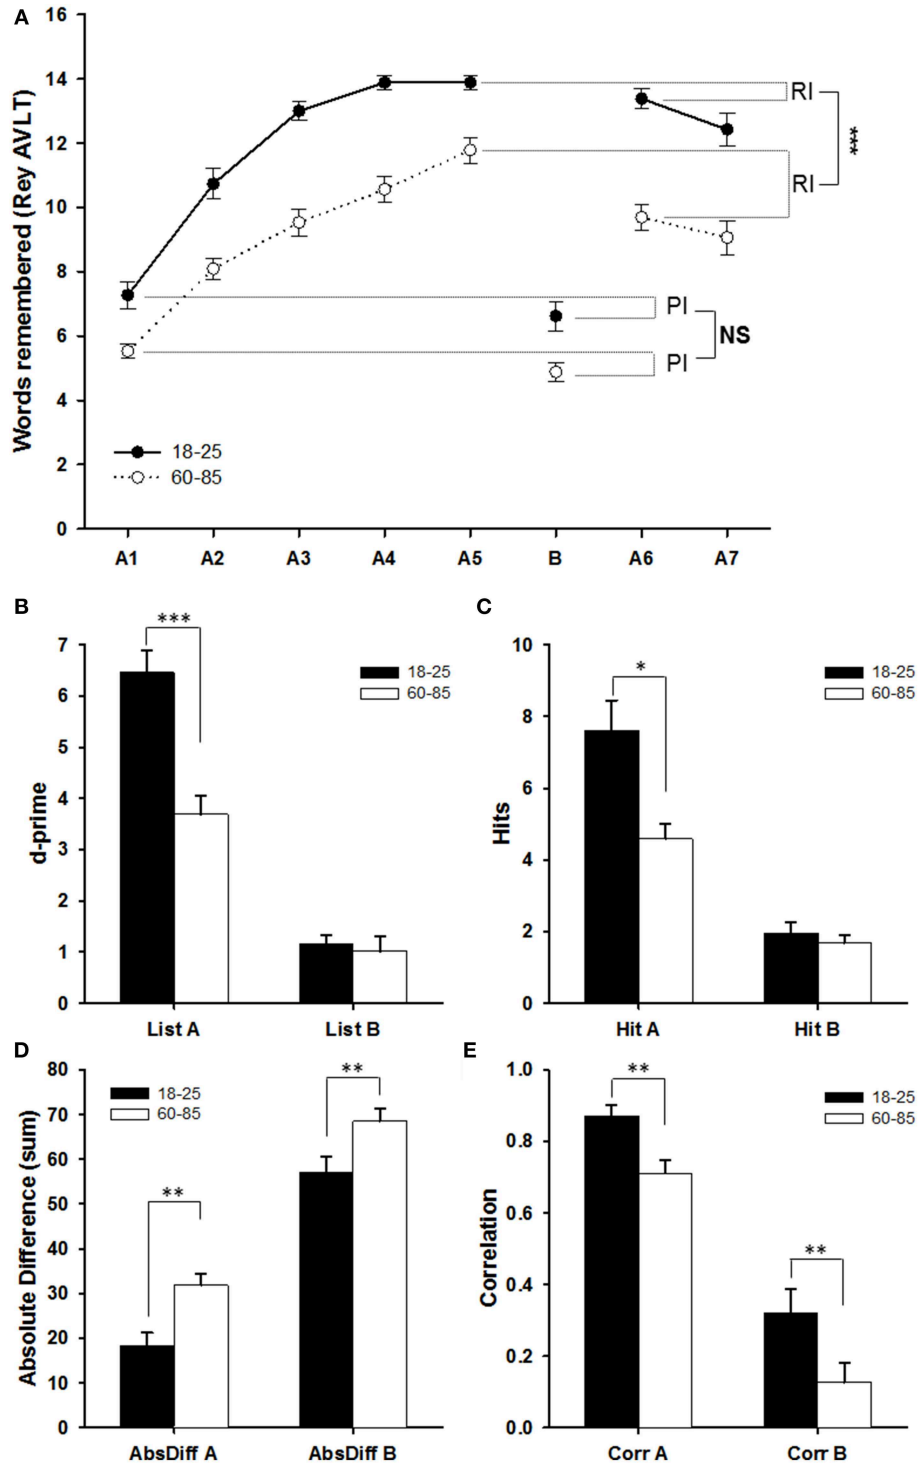 A
Words remembered (Rey AVLT)
16
14
12
10
8
6
4
2
0
RI
RI
***
PI
PI
NS
18-25
60-85
A1 A2 A3 A4 A5 B A6 A7
B
d-prime
7
6
5
4
3
2
1
0
***
18-25
60-85
List A List B
C
Hits
10
8
6
4
2
0
*
18-25
60-85
Hit A Hit B
D
Absolute Difference (sum)
80
70
60
50
40
30
20
10
0
18-25
60-85
**
**
AbsDiff A AbsDiff B
E
Correlation
1.0
0.8
0.6
0.4
0.2
0.0
**
**
18-25
60-85
Corr A Corr B